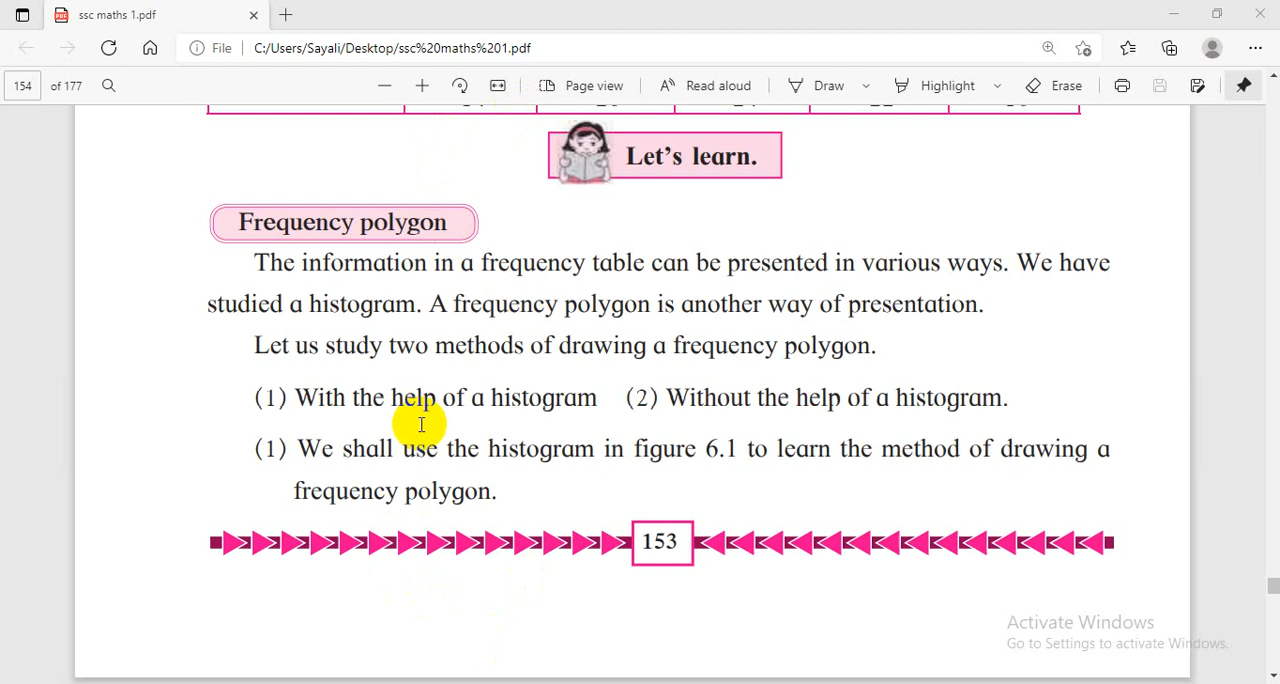 ssc maths 1.pdf
File C:/Users/Sayali/Desktop/ssc%20maths%201.pdf
154 of 177 Page view Read aloud Draw Highlight Erase
Let's learn.
Frequency polygon
The information in a frequency table can be presented in various ways. We have
studied a histogram. A frequency polygon is another way of presentation.
Let us study two methods of drawing a frequency polygon.
(1) With the help of a histogram (2) Without the help of a histogram.
(1) We shall use the histogram in figure 6.1 to learn the method of drawing a
frequency polygon.
153
Activate Windows
Go to Settings to activate Windows.